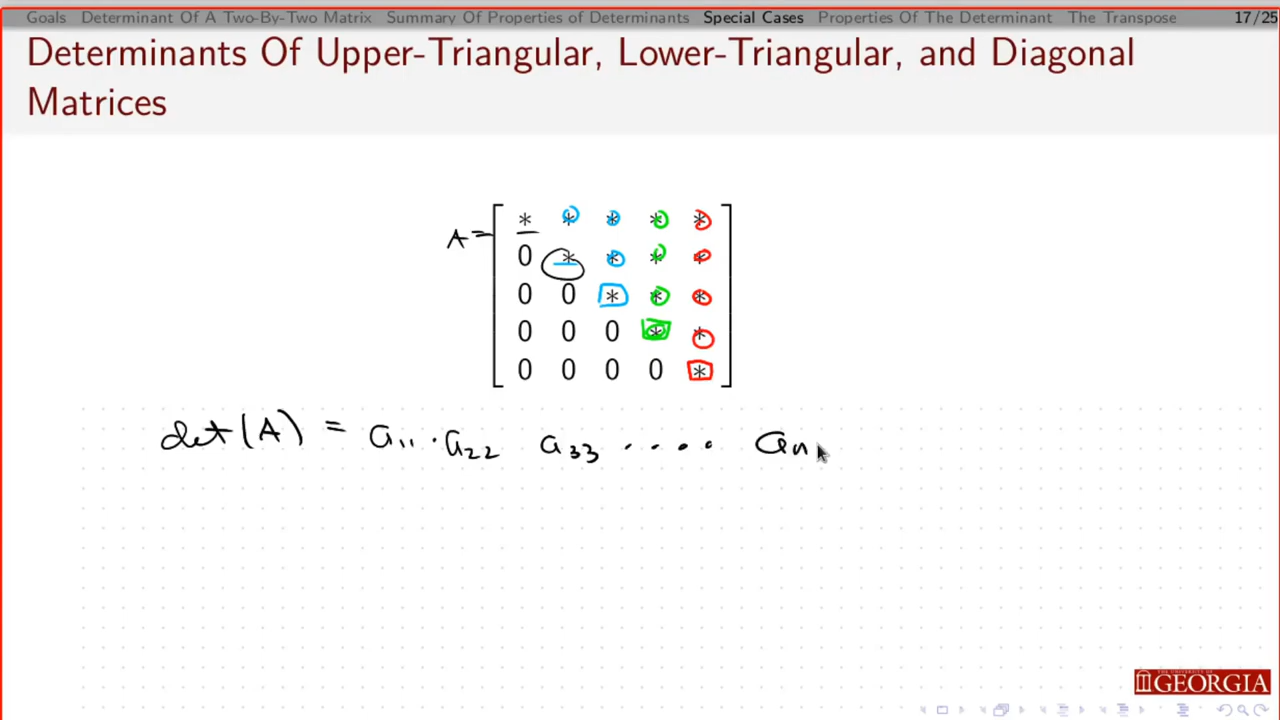 Goals Determinant Of A Two-By-Two Matrix Summary Of Properties of Determinants Special Cases Properties Of The Determinant The Transpose 17/25
Determinants Of Upper-Triangular, Lower-Triangular, and Diagonal
Matrices
A= [ * * * * * ]
0 * * * *
0 0 * * *
0 0 0 * *
0 0 0 0 *
det(A) = a₁₁ · a₂₂ a₃₃ ···· aₙ
GEORGIA